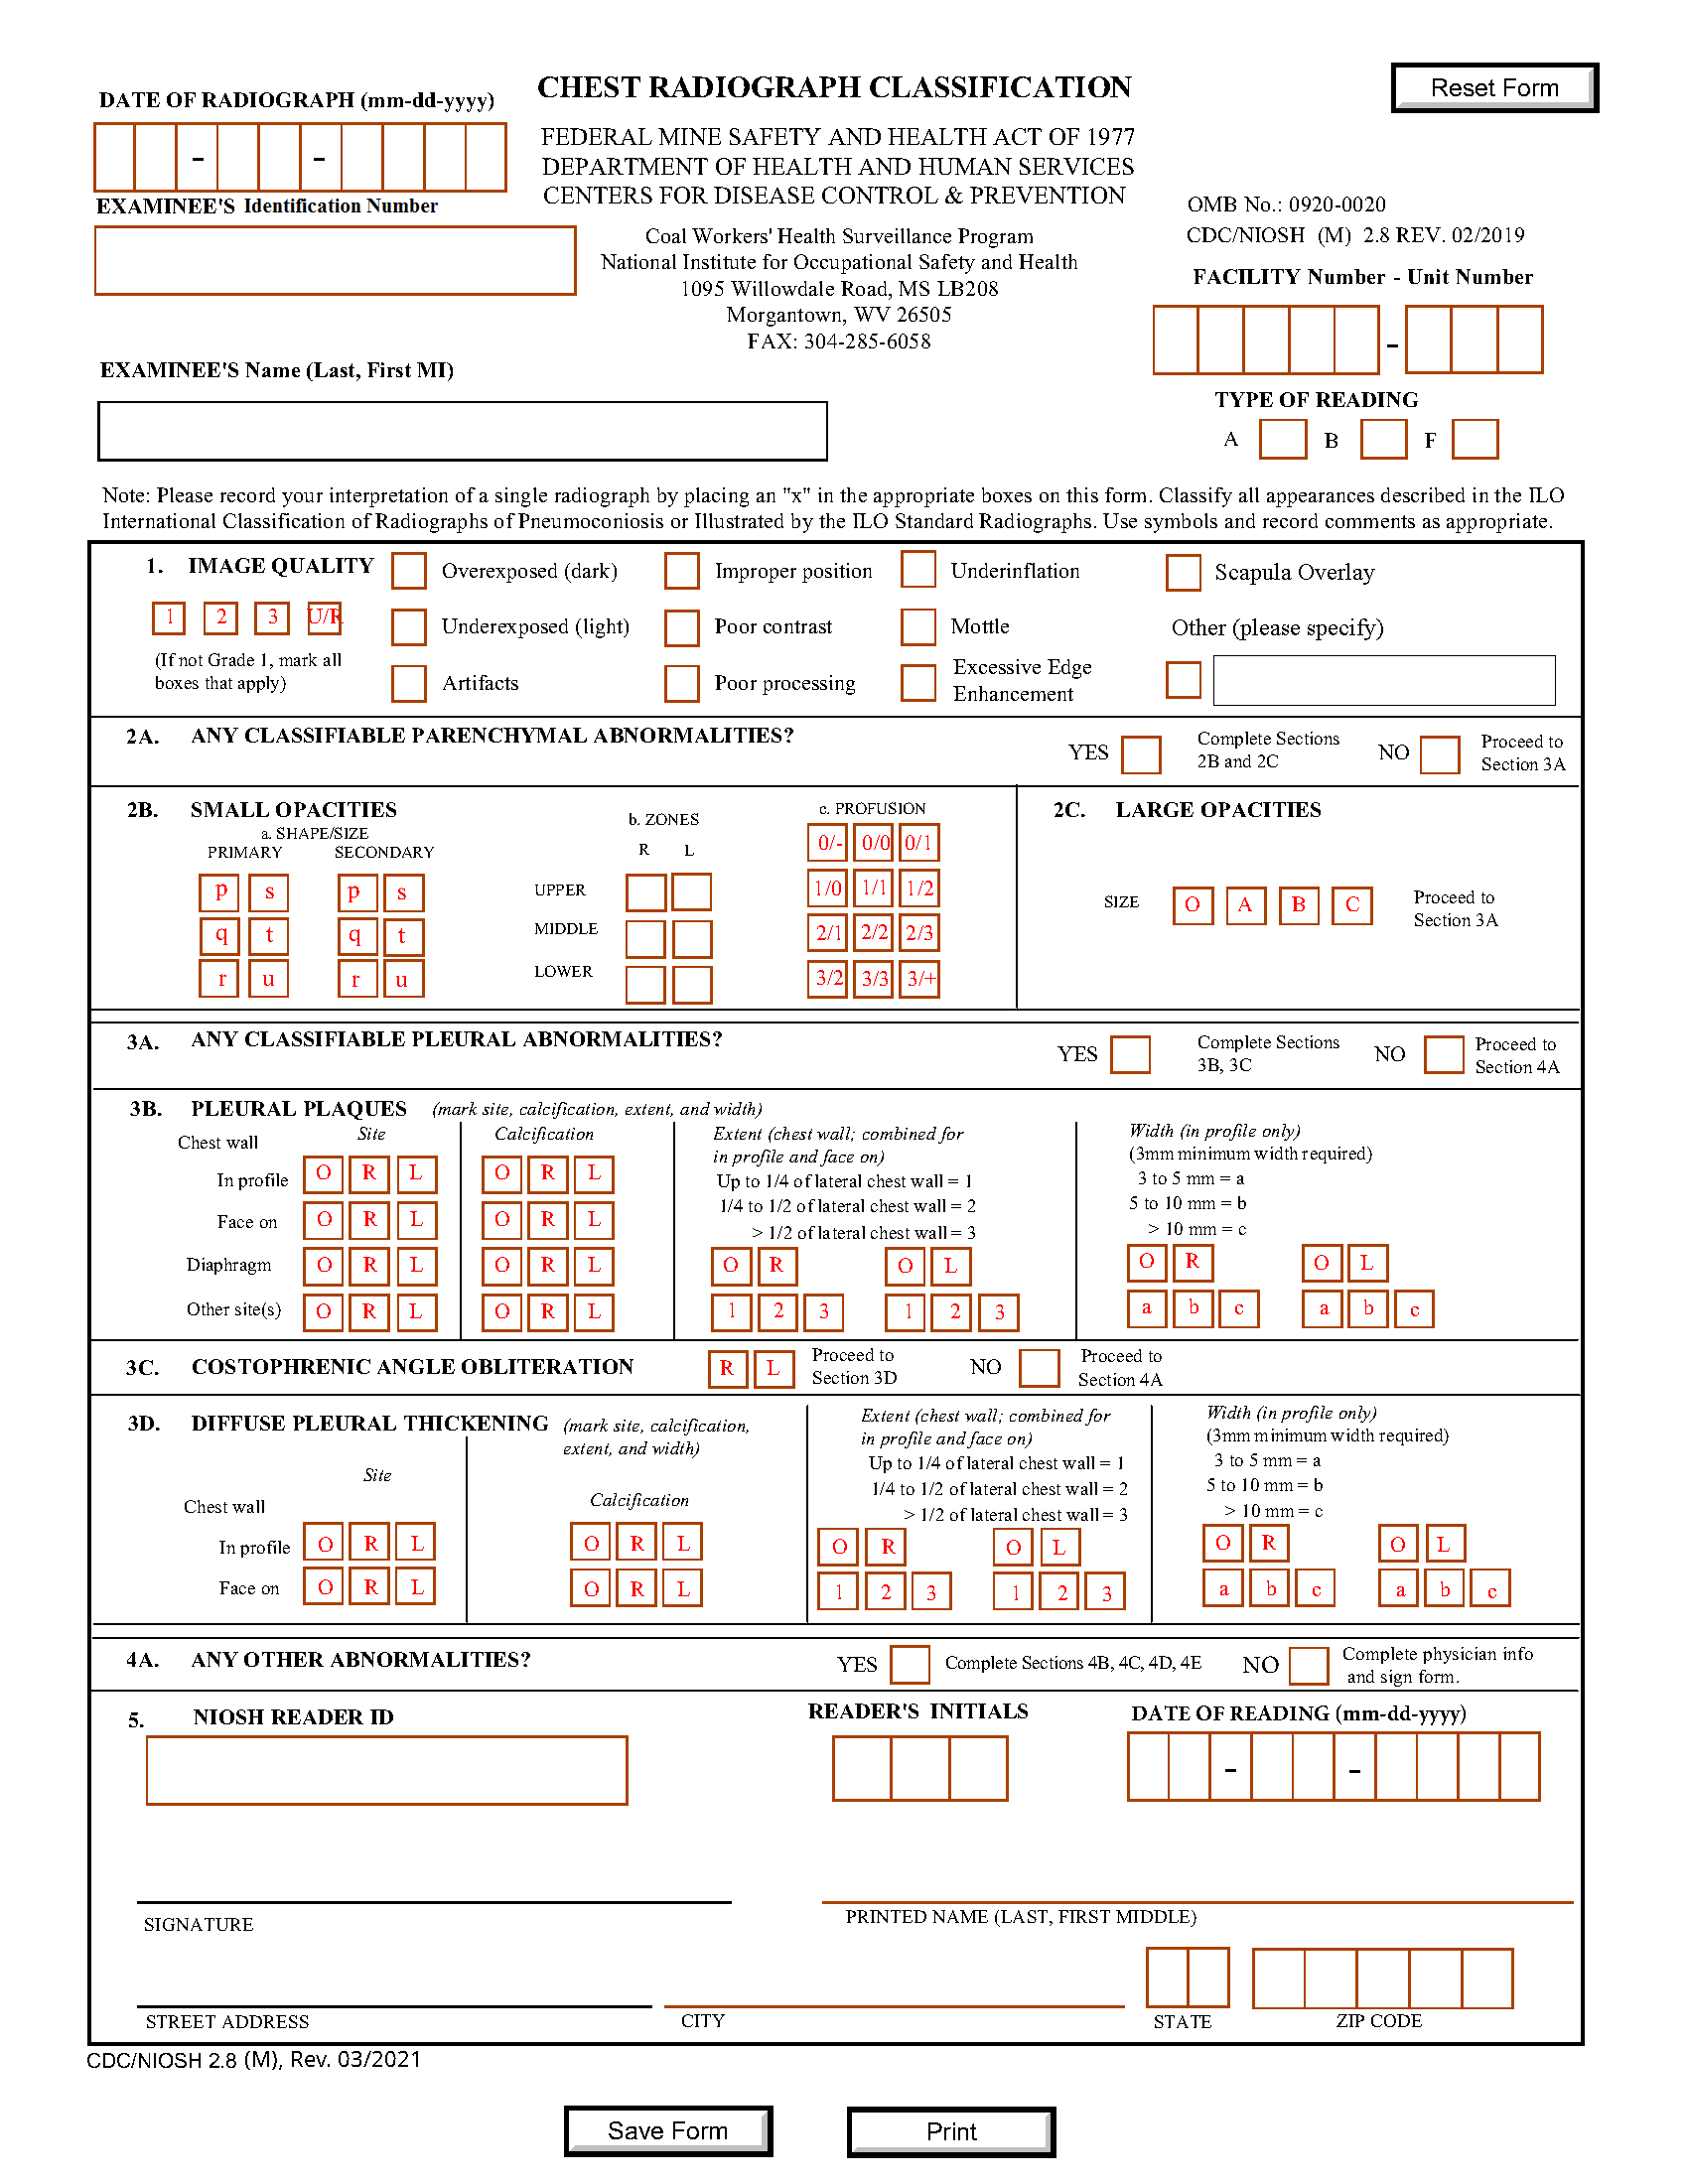 DATE OF RADIOGRAPH (mm-dd-yyyy)
CHEST RADIOGRAPH CLASSIFICATION
Reset Form
- -
FEDERAL MINE SAFETY AND HEALTH ACT OF 1977
DEPARTMENT OF HEALTH AND HUMAN SERVICES
CENTERS FOR DISEASE CONTROL & PREVENTION
EXAMINEE'S Identification Number
OMB No.: 0920-0020
CDC/NIOSH (M) 2.8 REV. 02/2019
Coal Workers' Health Surveillance Program
National Institute for Occupational Safety and Health
1095 Willowdale Road, MS LB208
Morgantown, WV 26505
FAX: 304-285-6058
FACILITY Number - Unit Number
-
EXAMINEE'S Name (Last, First MI)
TYPE OF READING
A B F
Note: Please record your interpretation of a single radiograph by placing an "x" in the appropriate boxes on this form. Classify all appearances described in the ILO
International Classification of Radiographs of Pneumoconiosis or Illustrated by the ILO Standard Radiographs. Use symbols and record comments as appropriate.
1. IMAGE QUALITY
1 2 3 U/R
(If not Grade 1, mark all
boxes that apply)
Overexposed (dark) Improper position Underinflation Scapula Overlay
Underexposed (light) Poor contrast Mottle Other (please specify)
Artifacts Poor processing Excessive Edge
Enhancement
2A. ANY CLASSIFIABLE PARENCHYMAL ABNORMALITIES?
YES Complete Sections
2B and 2C
NO Proceed to
Section 3A
2B. SMALL OPACITIES
a. SHAPE/SIZE
PRIMARY SECONDARY
p s p s
q t q t
r u r u
b. ZONES
R L
UPPER
MIDDLE
LOWER
c. PROFUSION
0/- 0/0 0/1
1/0 1/1 1/2
2/1 2/2 2/3
3/2 3/3 3/+
2C. LARGE OPACITIES
SIZE O A B C Proceed to
Section 3A
3A. ANY CLASSIFIABLE PLEURAL ABNORMALITIES?
YES Complete Sections
3B, 3C
NO Proceed to
Section 4A
3B. PLEURAL PLAQUES (mark site, calcification, extent, and width)
Chest wall Site Calcification
In profile O R L O R L
Face on O R L O R L
Diaphragm O R L O R L
Other site(s) O R L O R L
Extent (chest wall; combined for
in profile and face on)
Up to 1/4 of lateral chest wall = 1
1/4 to 1/2 of lateral chest wall = 2
> 1/2 of lateral chest wall = 3
O R O L
1 2 3 1 2 3
Width (in profile only)
(3mm minimum width required)
3 to 5 mm = a
5 to 10 mm = b
> 10 mm = c
O R O L
a b c a b c
3C. COSTOPHRENIC ANGLE OBLITERATION
R L Proceed to
Section 3D
NO Proceed to
Section 4A
3D. DIFFUSE PLEURAL THICKENING (mark site, calcification,
extent, and width)
Site
Chest wall Calcification
In profile O R L O R L
Face on O R L O R L
Extent (chest wall; combined for
in profile and face on)
Up to 1/4 of lateral chest wall = 1
1/4 to 1/2 of lateral chest wall = 2
> 1/2 of lateral chest wall = 3
O R O L
1 2 3 1 2 3
Width (in profile only)
(3mm minimum width required)
3 to 5 mm = a
5 to 10 mm = b
> 10 mm = c
O R O L
a b c a b c
4A. ANY OTHER ABNORMALITIES?
YES Complete Sections 4B, 4C, 4D, 4E
NO Complete physician info
and sign form.
5. NIOSH READER ID
READER'S INITIALS
DATE OF READING (mm-dd-yyyy)
- -
SIGNATURE
PRINTED NAME (LAST, FIRST MIDDLE)
STREET ADDRESS
CITY
STATE
ZIP CODE
CDC/NIOSH 2.8 (M), Rev. 03/2021
Save Form
Print